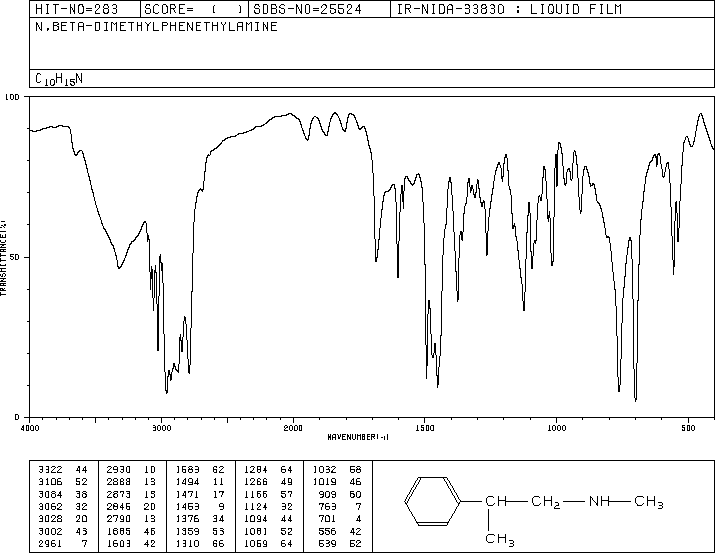 HIT-NO=283 SCORE= ( ) SDBS-NO=25524 IR-NIDA-33830 : LIQUID FILM
N,BETA-DIMETHYLPHENETHYLAMINE
C10H15N
100
50
0
TRANSMITTANCE(%)
4000 3000 2000 1500 1000 500
WAVENUMBER(-1)
3322 44 2930 10 1583 62 1284 64 1032 58
3106 52 2888 13 1494 11 1266 49 1019 46
3084 38 2873 15 1471 17 1166 57 909 60
3062 32 2846 20 1453 9 1124 32 763 7
3028 20 2790 13 1376 34 1094 44 701 4
3002 43 1685 46 1359 53 1081 52 556 42
2961 7 1603 42 1310 66 1069 64 539 52
CH CH2 NH CH3
CH3